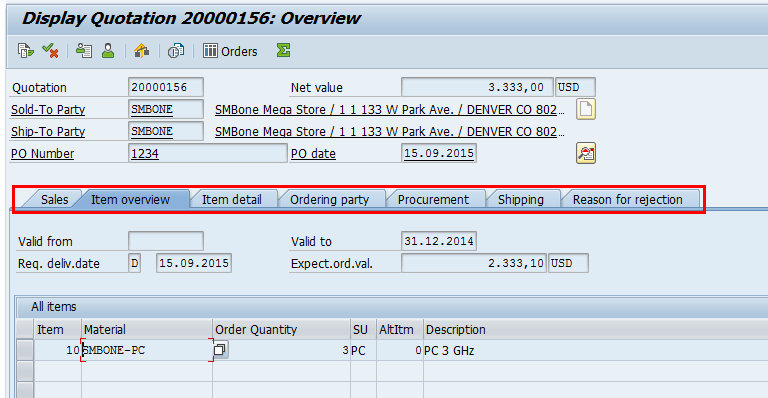 Display Quotation 20000156: Overview
Orders
Quotation 20000156 Net value 3.333,00 USD
Sold-To Party SMBONE SMBone Mega Store / 1 1 133 W Park Ave. / DENVER CO 802...
Ship-To Party SMBONE SMBone Mega Store / 1 1 133 W Park Ave. / DENVER CO 802...
PO Number 1234 PO date 15.09.2015
Sales Item overview Item detail Ordering party Procurement Shipping Reason for rejection
Valid from Valid to 31.12.2014
Req. deliv.date D 15.09.2015 Expect.ord.val. 2.333,10 USD
All items
Item Material Order Quantity SU AltItm Description
10 SMBONE-PC 3 PC 0 PC 3 GHz